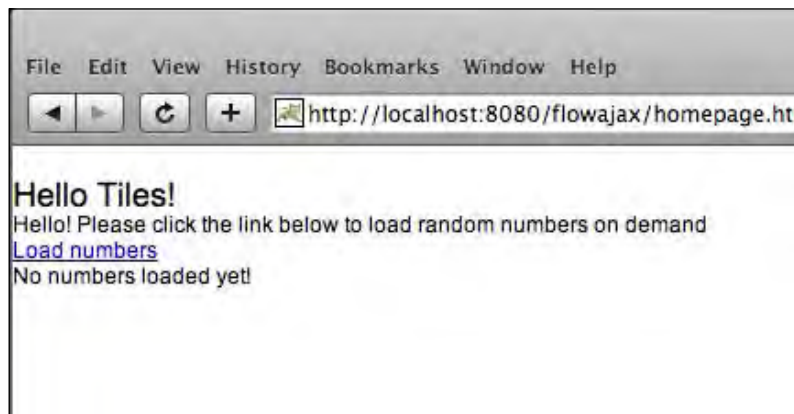 File Edit View History Bookmarks Window Help
http://localhost:8080/flowajax/homepage.ht
Hello Tiles!
Hello! Please click the link below to load random numbers on demand
Load numbers
No numbers loaded yet!